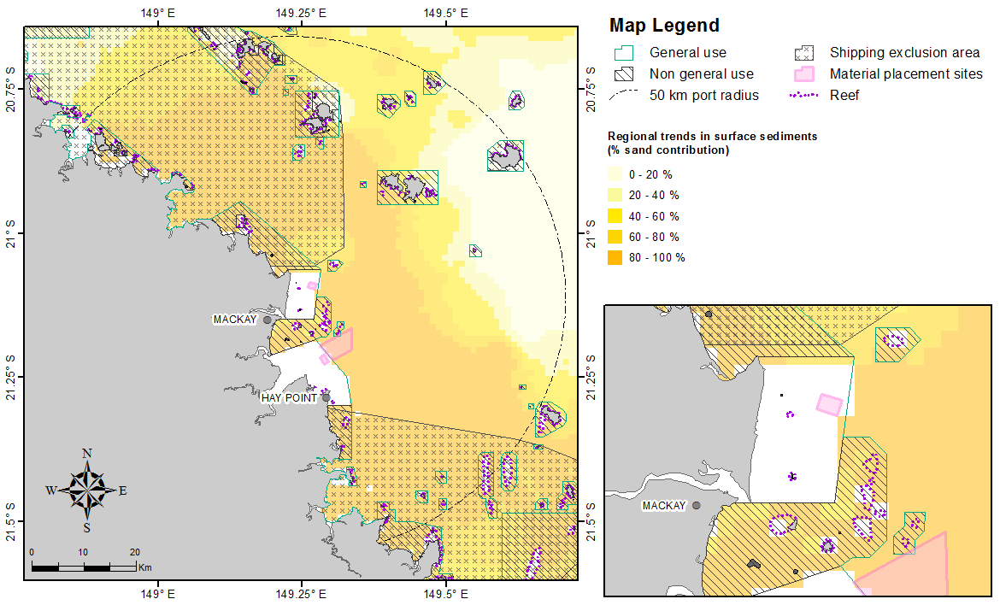 149° E
149.25° E
149.5° E
20.75° S
21° S
21.25° S
21.5° S
20.75° S
21° S
21.25° S
21.5° S
MACKAY
HAY POINT
N
W
E
S
0 10 20
Km
149° E
149.25° E
149.5° E
Map Legend
General use
Non general use
50 km port radius
Shipping exclusion area
Material placement sites
Reef
Regional trends in surface sediments
(% sand contribution)
0 - 20 %
20 - 40 %
40 - 60 %
60 - 80 %
80 - 100 %
MACKAY